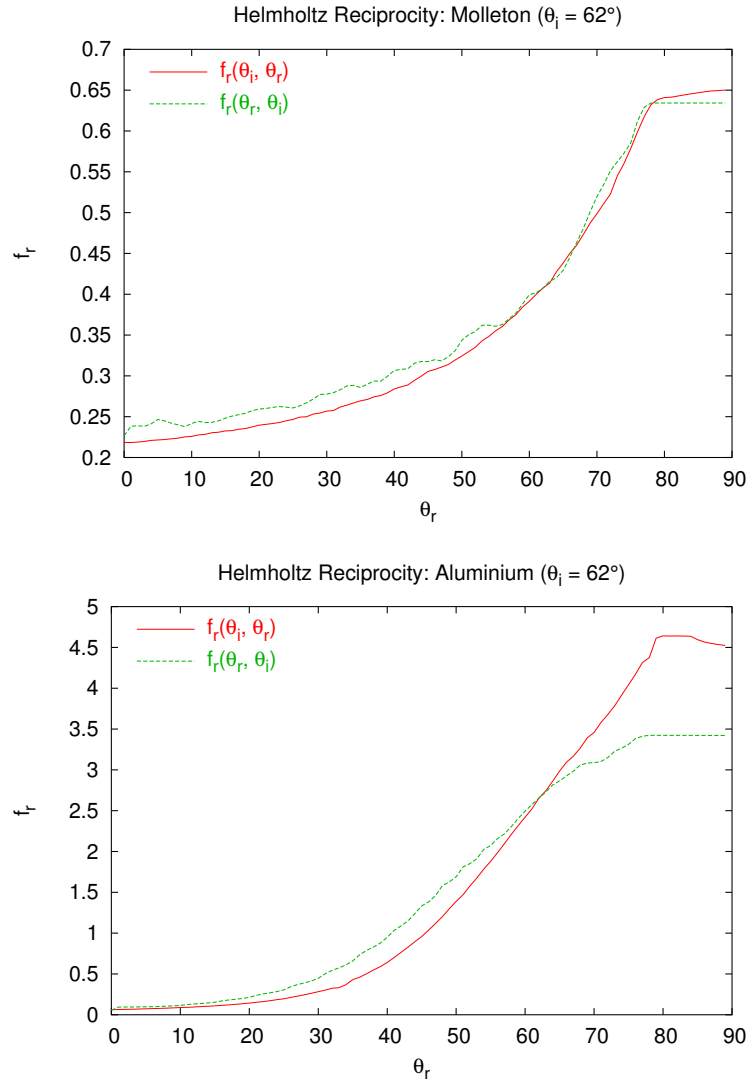 Helmholtz Reciprocity: Molleton (θi = 62°)
0.7
0.65
0.6
0.55
0.5
0.45
0.4
0.35
0.3
0.25
0.2
fr
fr(θi, θr)
fr(θr, θi)
0 10 20 30 40 50 60 70 80 90
θr
Helmholtz Reciprocity: Aluminium (θi = 62°)
5
4.5
4
3.5
3
2.5
2
1.5
1
0.5
0
fr
fr(θi, θr)
fr(θr, θi)
0 10 20 30 40 50 60 70 80 90
θr